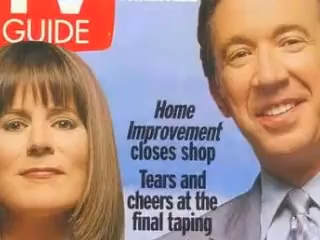 TV
GUIDE
Home
Improvement
closes shop
Tears and
cheers at the
final taping